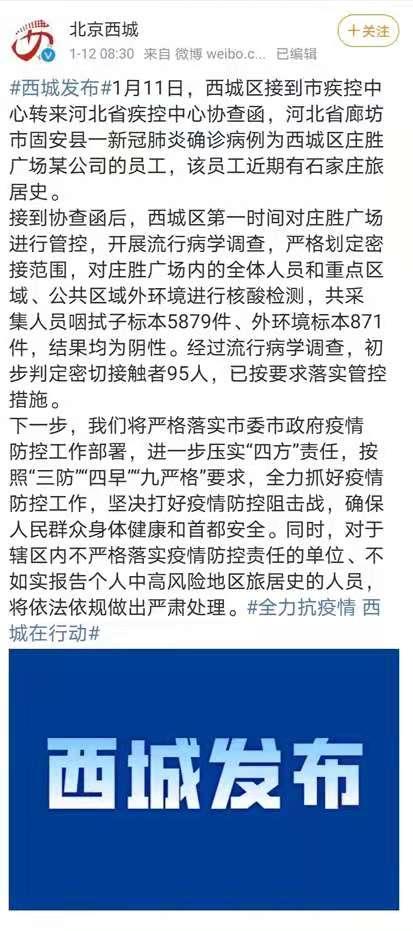 北京西城
1-12 08:30 来自 微博 weibo.c... 已编辑
＋关注
#西城发布#1月11日，西城区接到市疾控中
心转来河北省疾控中心协查函，河北省廊坊
市固安县一新冠肺炎确诊病例为西城区庄胜
广场某公司的员工，该员工近期有石家庄旅
居史。
接到协查函后，西城区第一时间对庄胜广场
进行管控，开展流行病学调查，严格划定密
接范围，对庄胜广场内的全体人员和重点区
域、公共区域外环境进行核酸检测，共采
集人员咽拭子标本5879件、外环境标本871
件，结果均为阴性。经过流行病学调查，初
步判定密切接触者95人，已按要求落实管控
措施。
下一步，我们将严格落实市委市政府疫情
防控工作部署，进一步压实“四方”责任，按
照“三防”“四早”“九严格”要求，全力抓好疫情
防控工作，坚决打好疫情防控阻击战，确保
人民群众身体健康和首都安全。同时，对于
辖区内不严格落实疫情防控责任的单位、不
如实报告个人中高风险地区旅居史的人员，
将依法依规做出严肃处理。#全力抗疫情 西
城在行动#
西城发布